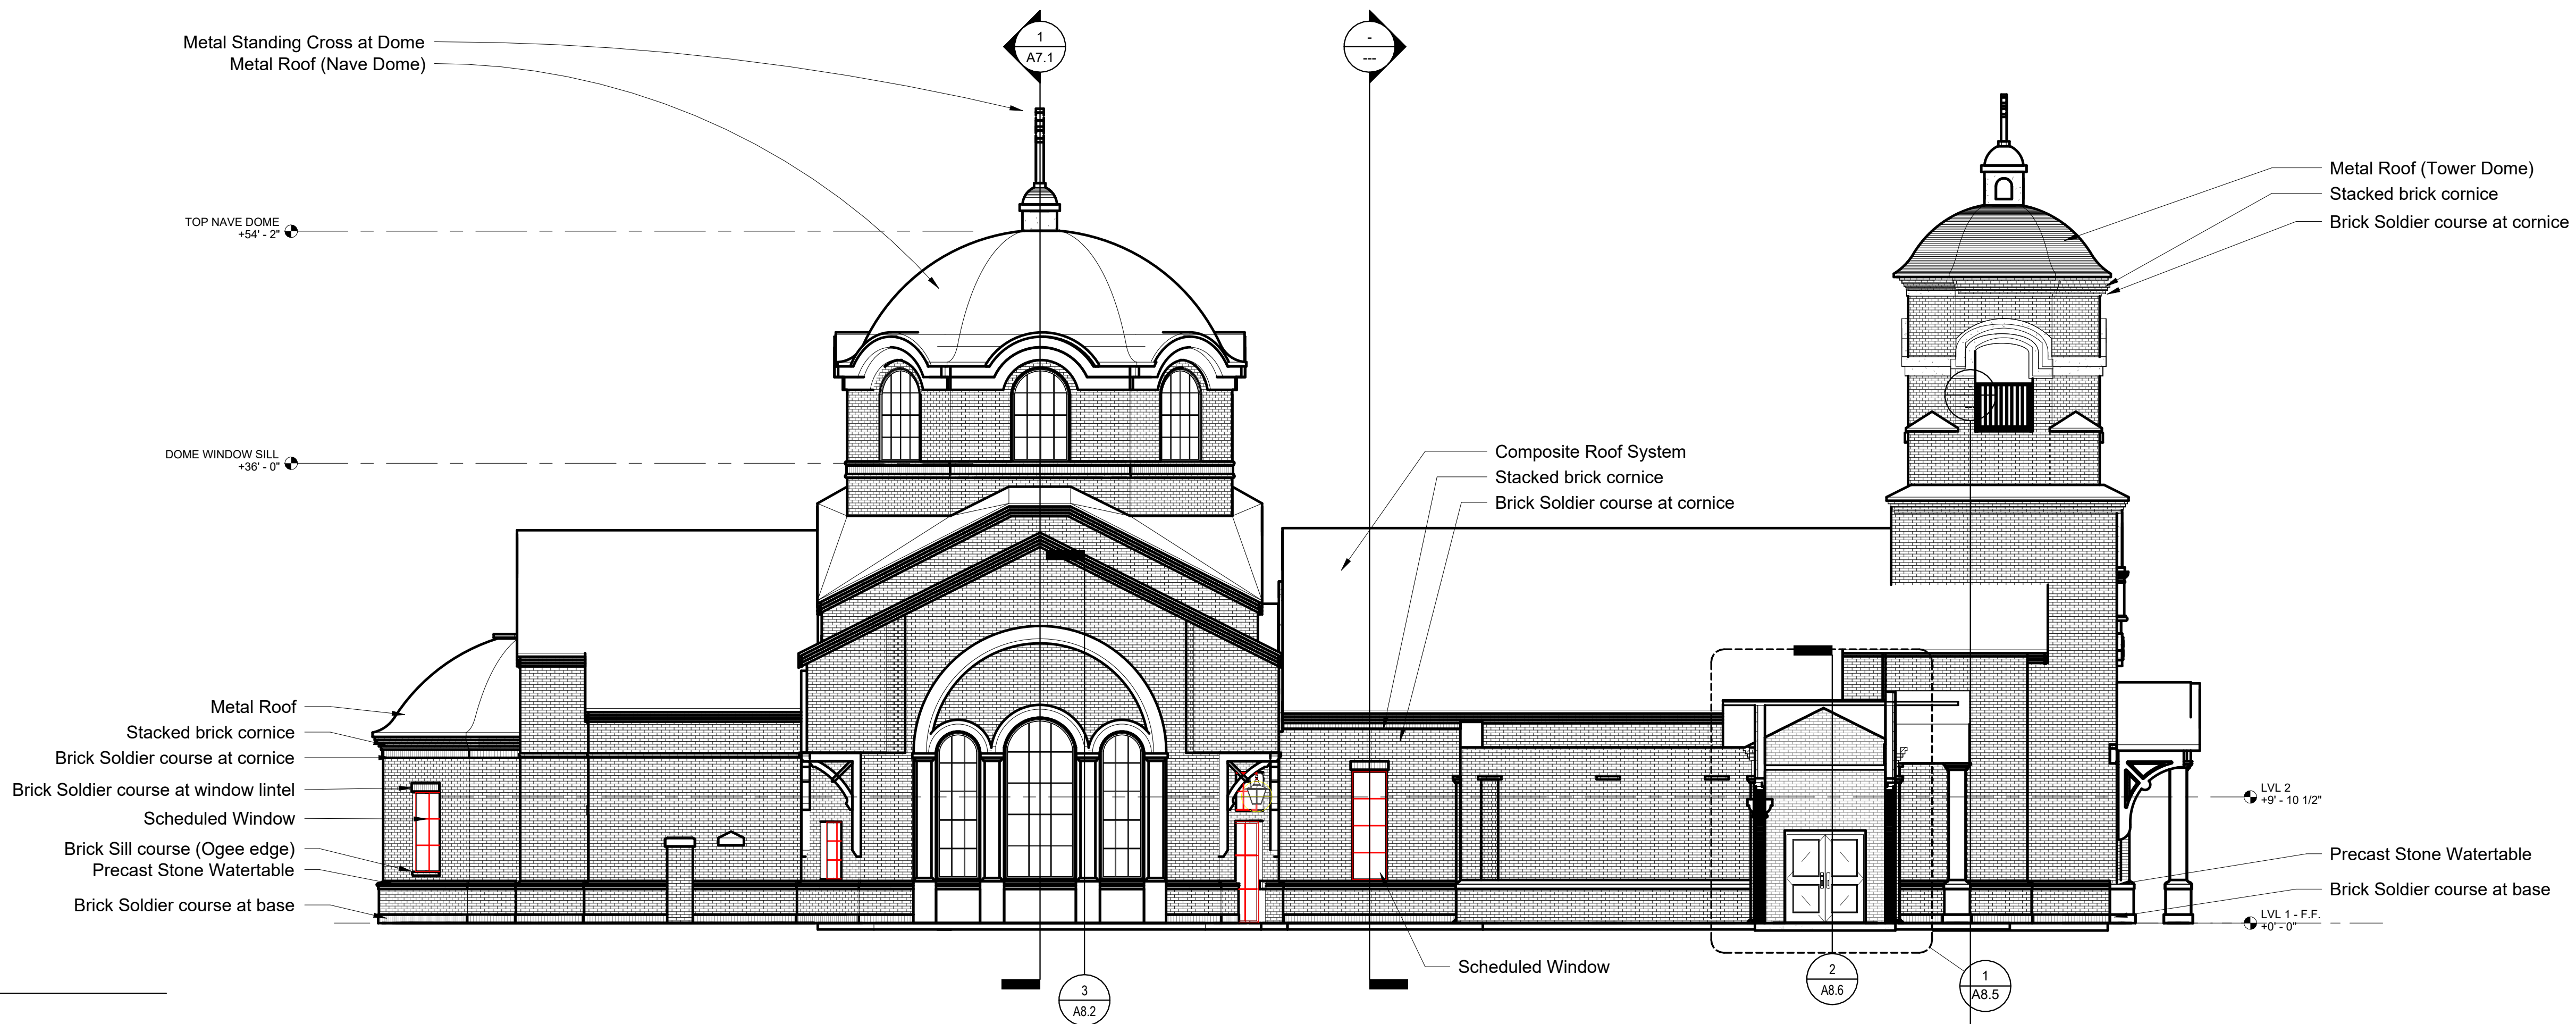 Metal Standing Cross at Dome
Metal Roof (Nave Dome)
1
A7.1
-
---
TOP NAVE DOME
+54' - 2"
DOME WINDOW SILL
+36' - 0"
Metal Roof (Tower Dome)
Stacked brick cornice
Brick Soldier course at cornice
Composite Roof System
Stacked brick cornice
Brick Soldier course at cornice
Metal Roof
Stacked brick cornice
Brick Soldier course at cornice
Brick Soldier course at window lintel
Scheduled Window
Brick Sill course (Ogee edge)
Precast Stone Watertable
Brick Soldier course at base
LVL 2
+9' - 10 1/2"
Precast Stone Watertable
Brick Soldier course at base
LVL 1 - F.F.
+0' - 0"
Scheduled Window
3
A8.2
2
A8.6
1
A8.5